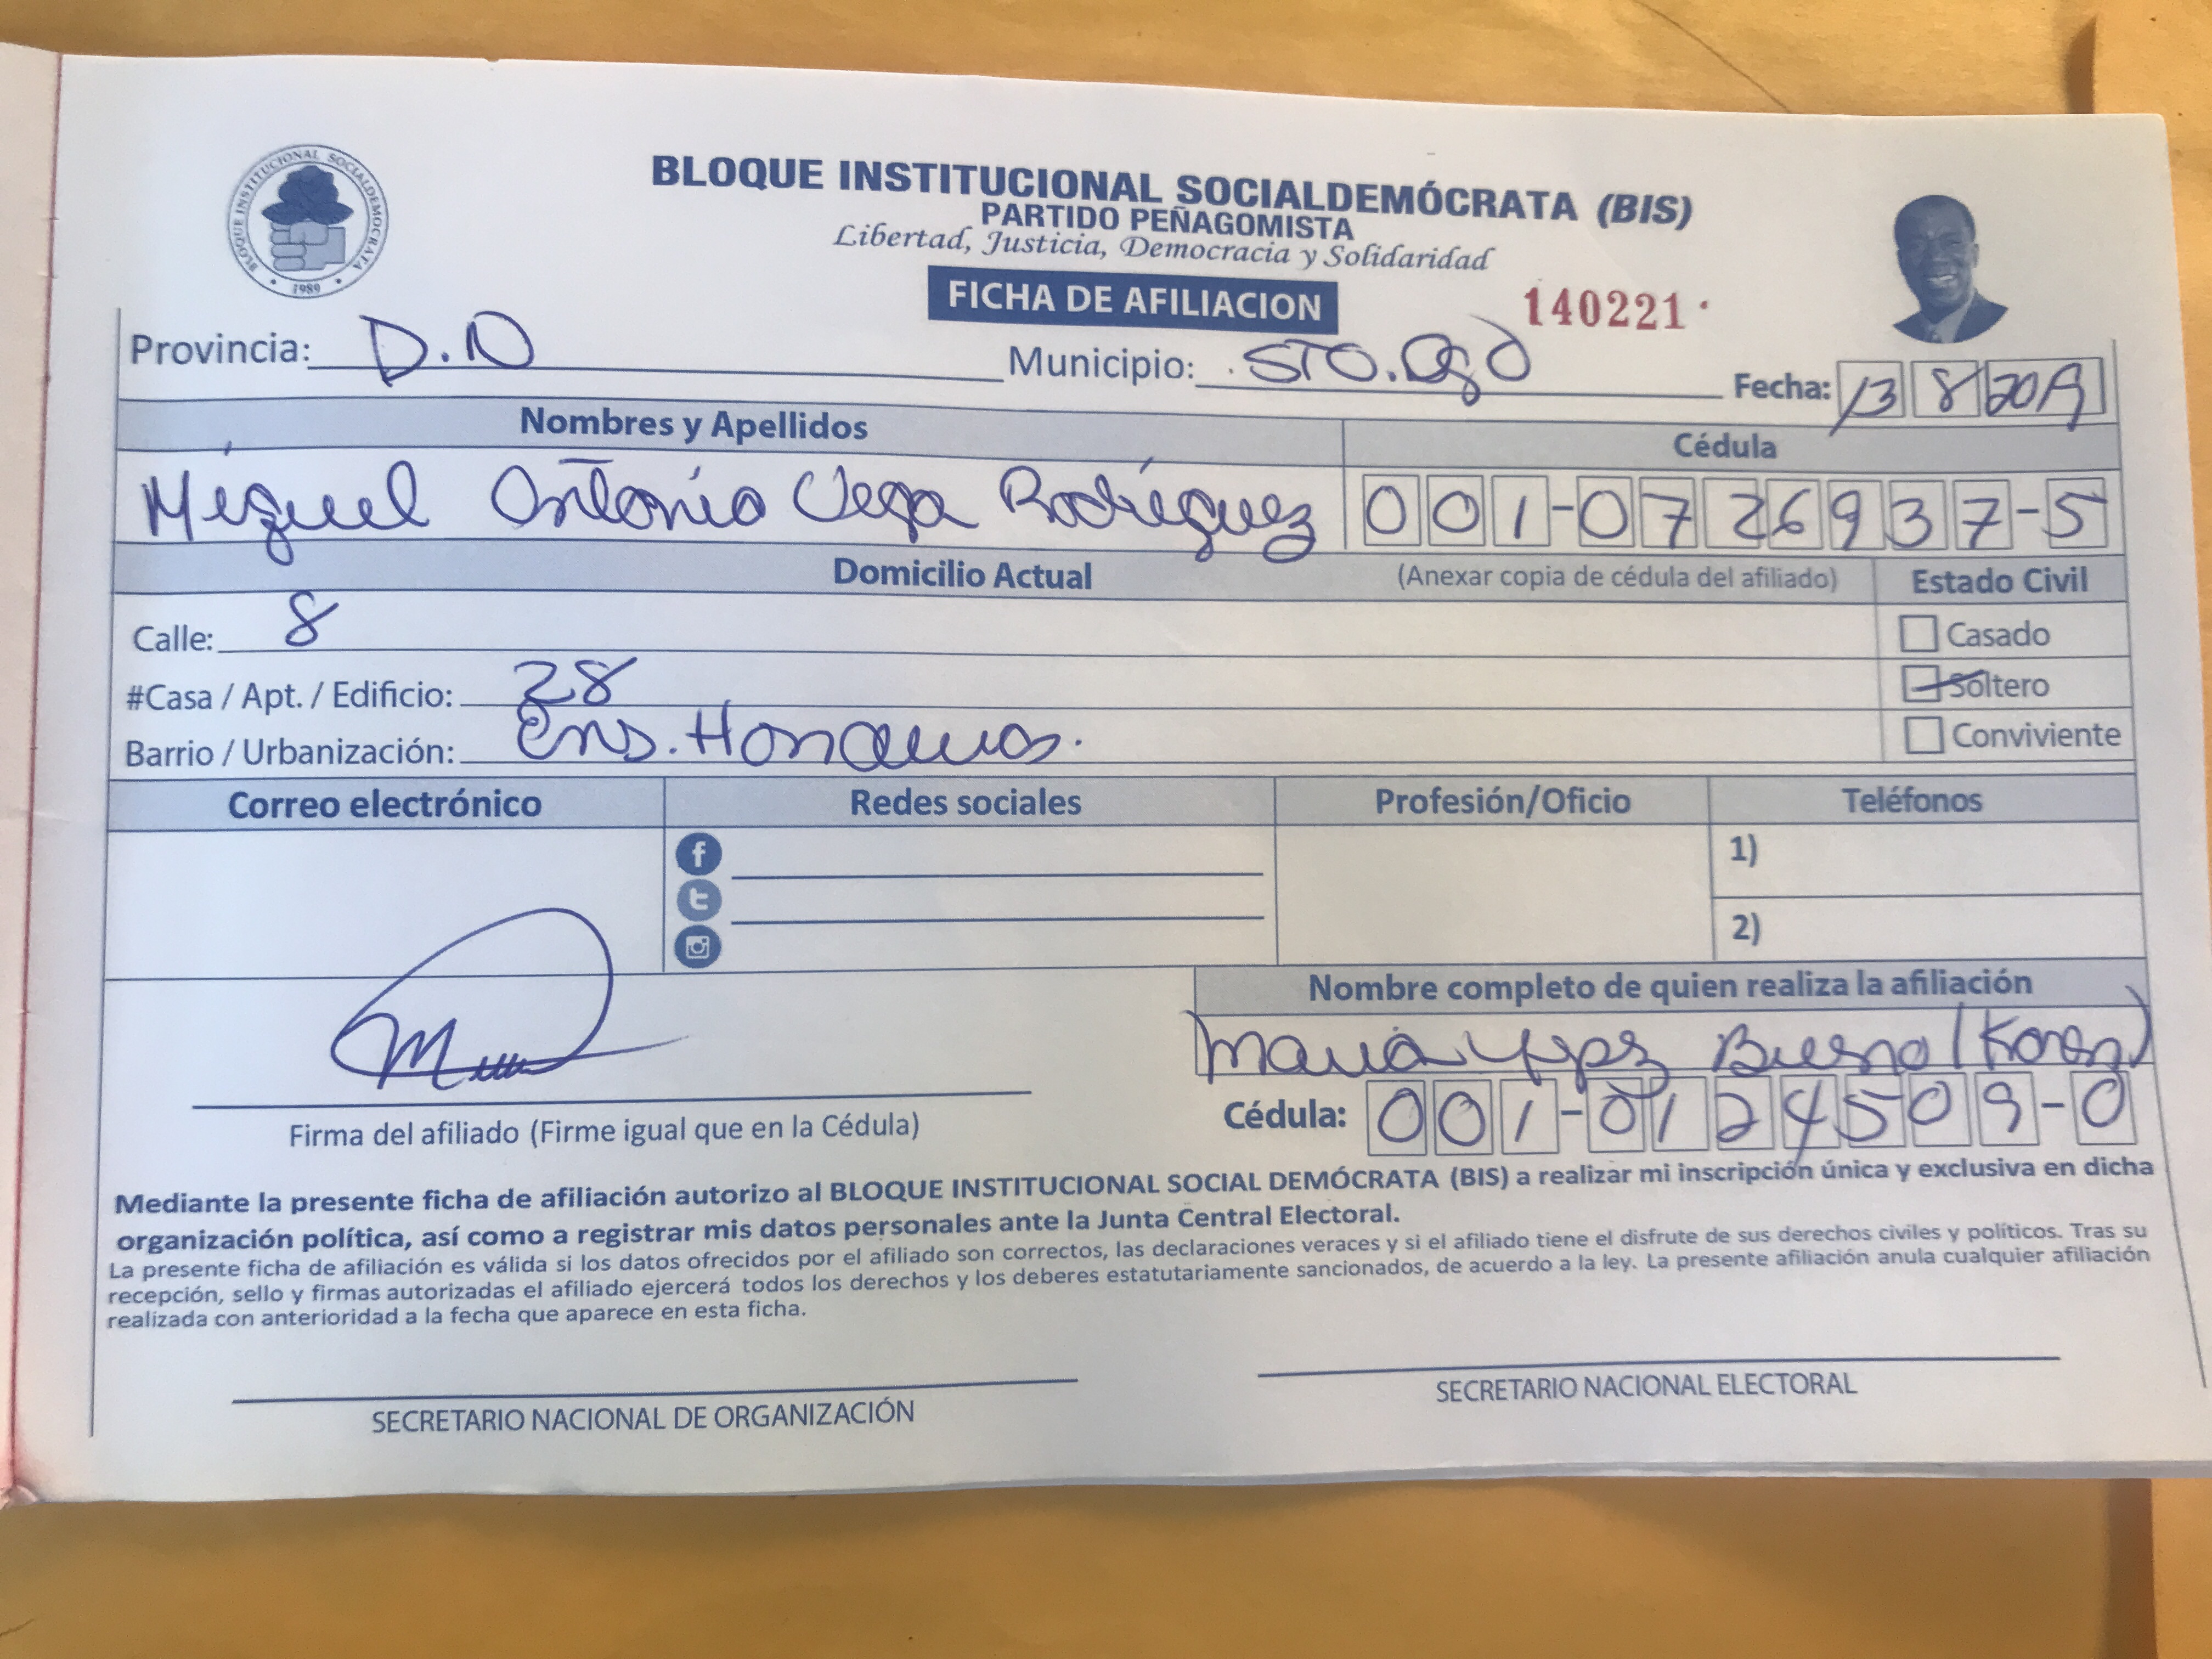 BLOQUE INSTITUCIONAL SOCIALDEMOCRATA
1989
BLOQUE INSTITUCIONAL SOCIALDEMÓCRATA (BIS)
PARTIDO PEÑAGOMISTA
Libertad, Justicia, Democracia y Solidaridad
FICHA DE AFILIACION 140221
Provincia: D.N Municipio: STO. Dgo Fecha: 13 8 2019
Nombres y Apellidos Cédula
Miguel Antonio Vega Rodríguez 001-0726937-5
Domicilio Actual (Anexar copia de cédula del afiliado) Estado Civil
Calle: 8 Casado
#Casa / Apt. / Edificio: 28 Soltero
Barrio / Urbanización: Ens. Conviviente
Correo electrónico Redes sociales Profesión/Oficio Teléfonos
1)
2)
Nombre completo de quien realiza la afiliación
Maria Bueno
Cédula: 001-0124509-0
Firma del afiliado (Firme igual que en la Cédula)
Mediante la presente ficha de afiliación autorizo al BLOQUE INSTITUCIONAL SOCIAL DEMÓCRATA (BIS) a realizar mi inscripción única y exclusiva en dicha
organización política, así como a registrar mis datos personales ante la Junta Central Electoral.
La presente ficha de afiliación es válida si los datos ofrecidos por el afiliado son correctos, las declaraciones veraces y si el afiliado tiene el disfrute de sus derechos civiles y políticos. Tras su
recepción, sello y firmas autorizadas el afiliado ejercerá todos los derechos y los deberes estatutariamente sancionados, de acuerdo a la ley. La presente afiliación anula cualquier afiliación
realizada con anterioridad a la fecha que aparece en esta ficha.
SECRETARIO NACIONAL DE ORGANIZACIÓN SECRETARIO NACIONAL ELECTORAL